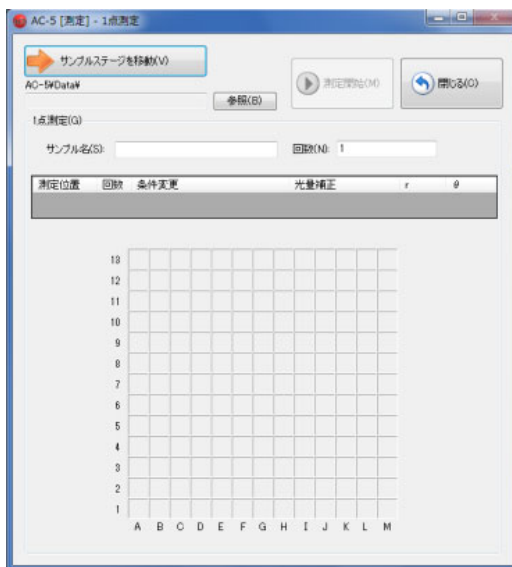 AC-5 [測定] - 1点測定
サンプルステージを移動(V)
AC-5¥Data¥
参照(B)
測定開始(M)
閉じる(C)
1点測定(G)
サンプル名(S):
回数(N): 1
測定位置 回数 条件変更 光量補正 r θ
13
12
11
10
9
8
7
6
5
4
3
2
1
A B C D E F G H I J K L M